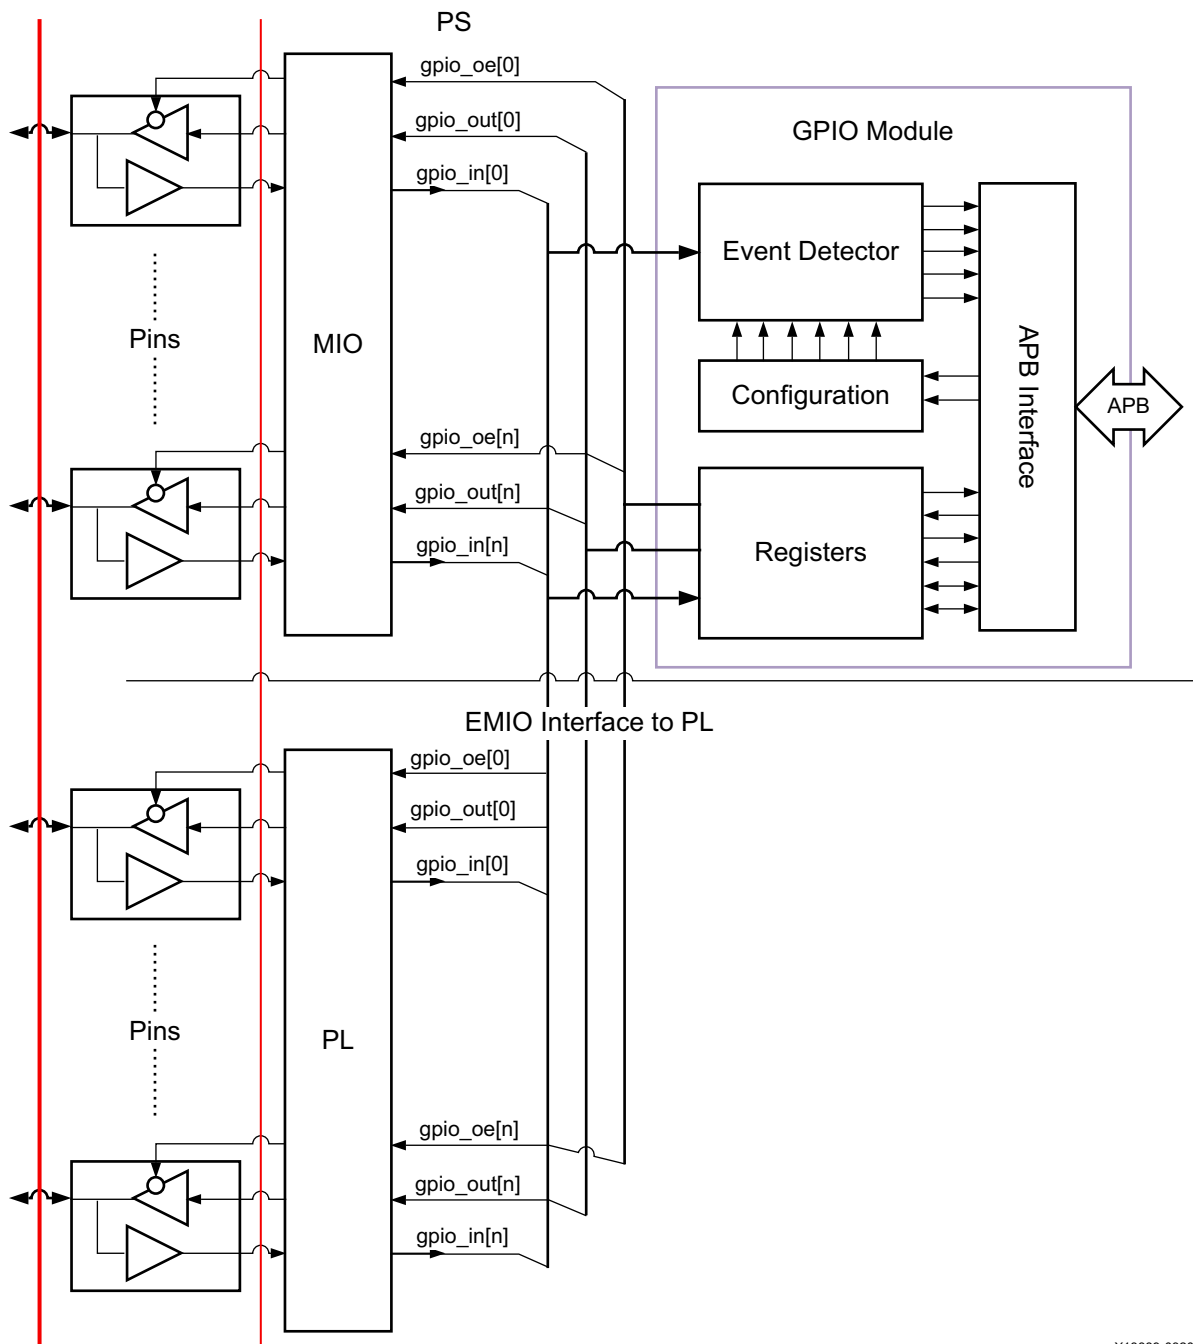 PS
gpio_oe[0]
gpio_out[0]
gpio_in[0]
GPIO Module
Event Detector
Pins
MIO
Configuration
APB Interface
APB
gpio_oe[n]
gpio_out[n]
gpio_in[n]
Registers
EMIO Interface to PL
gpio_oe[0]
gpio_out[0]
gpio_in[0]
Pins
PL
gpio_oe[n]
gpio_out[n]
gpio_in[n]